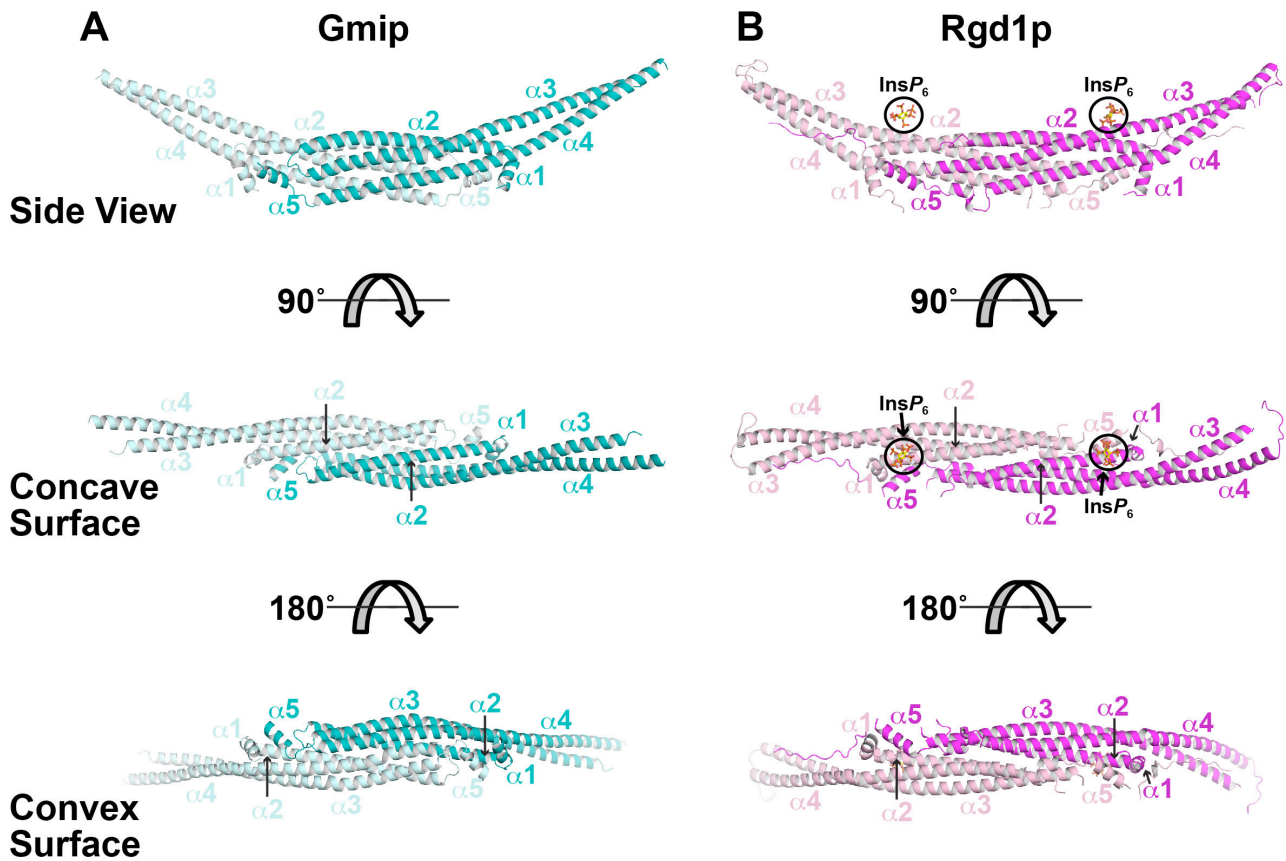 A Gmip
B Rgd1p
Side View
α3 α2 α2 α3
α4 α4
α1 α5 α5 α1
InsP₆ InsP₆
α3 α2 α2 α3
α4 α4
α1 α5 α5 α1
90°
90°
Concave
Surface
α4 α2 α5 α1 α3
α3 α1 α5 α2 α4
α4 InsP₆ α2 α5 α1 α3
α3 α1 α5 α2 InsP₆ α4
180°
180°
Convex
Surface
α1 α5 α3 α2 α4
α4 α2 α3 α5 α1
α1 α5 α3 α2 α4
α4 α2 α3 α5 α1